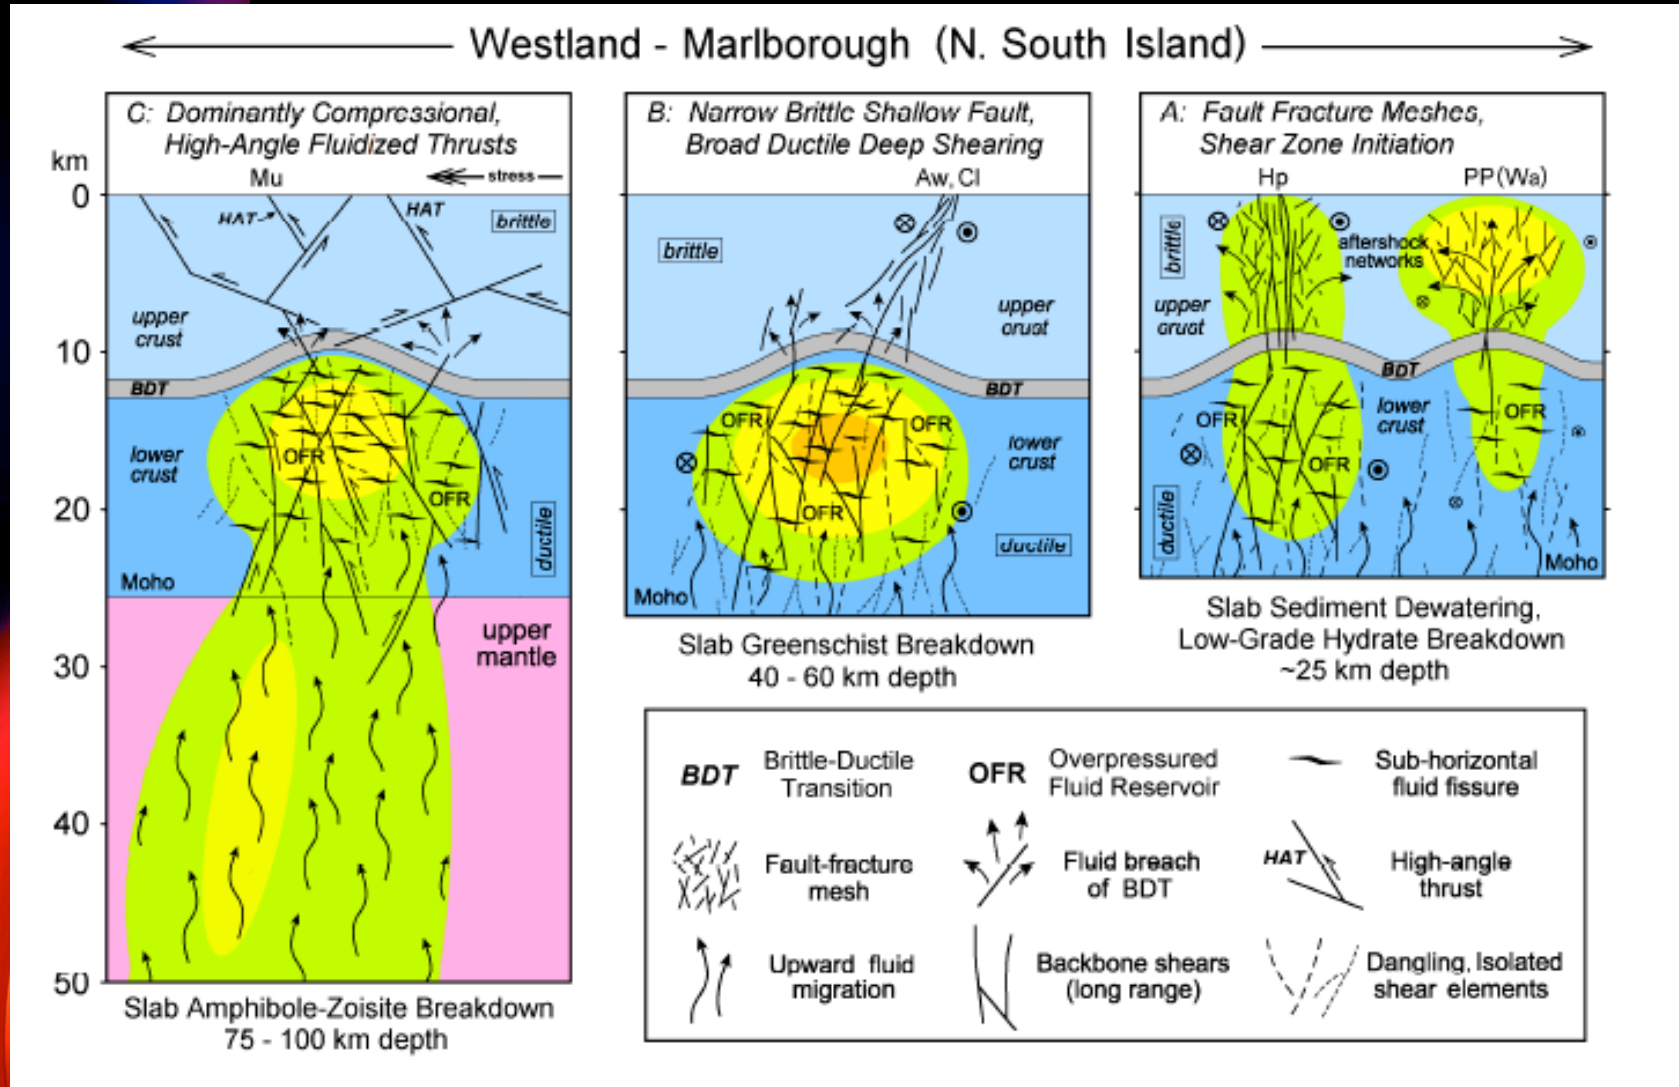 Westland - Marlborough (N. South Island)
C: Dominantly Compressional,
High-Angle Fluidized Thrusts
km
Mu
stress
0
10
20
30
40
50
HAT
HAT
brittle
upper
crust
BDT
lower
crust
OFR
OFR
ductile
Moho
upper
mantle
Slab Amphibole-Zoisite Breakdown
75 - 100 km depth
B: Narrow Brittle Shallow Fault,
Broad Ductile Deep Shearing
Aw, Cl
brittle
upper
crust
BDT
OFR
OFR
lower
crust
OFR
ductile
Moho
Slab Greenschist Breakdown
40 - 60 km depth
A: Fault Fracture Meshes,
Shear Zone Initiation
Hp
PP(Wa)
brittle
aftershock
networks
upper
crust
BDT
lower
crust
OFR
OFR
OFR
ductile
Moho
Slab Sediment Dewatering,
Low-Grade Hydrate Breakdown
~25 km depth
BDT
Brittle-Ductile
Transition
OFR
Overpressured
Fluid Reservoir
Sub-horizontal
fluid fissure
Fault-fracture
mesh
Fluid breach
of BDT
HAT
High-angle
thrust
Upward fluid
migration
Backbone shears
(long range)
Dangling, Isolated
shear elements